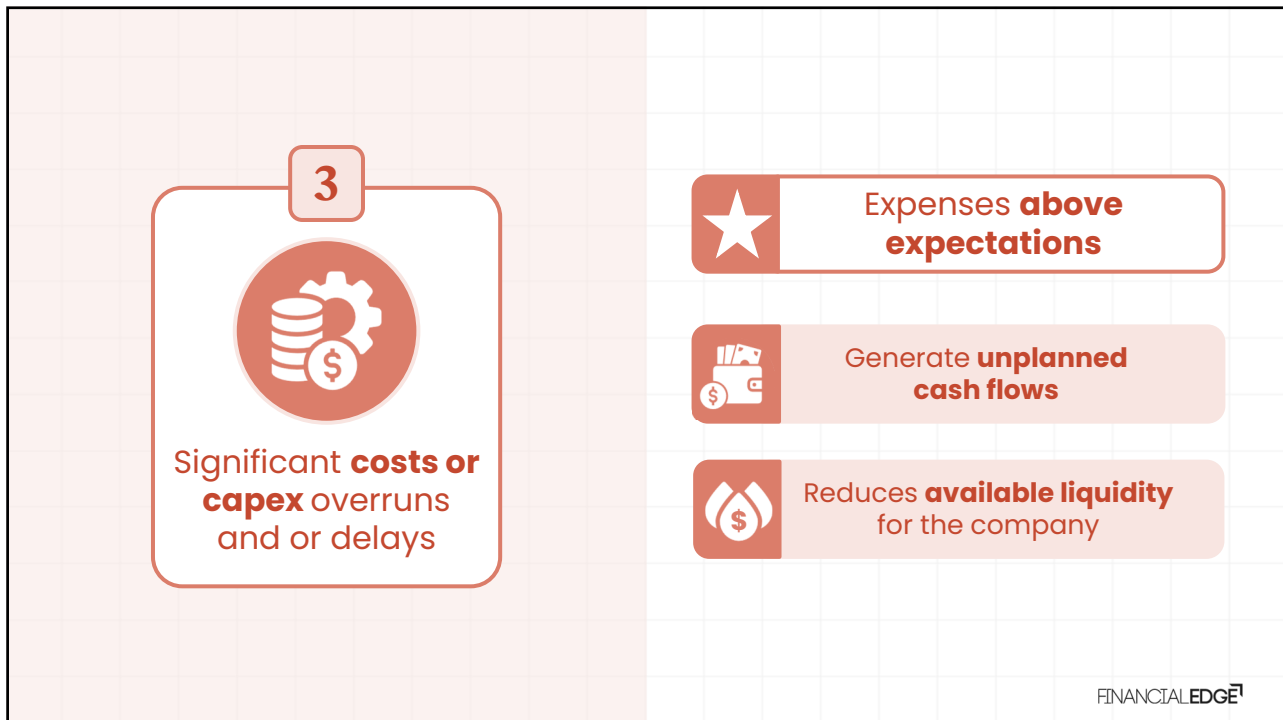 3
$
Significant costs or
capex overruns
and or delays
Expenses above
expectations
$
Generate unplanned
cash flows
$
Reduces available liquidity
for the company
FINANCIALEDGE